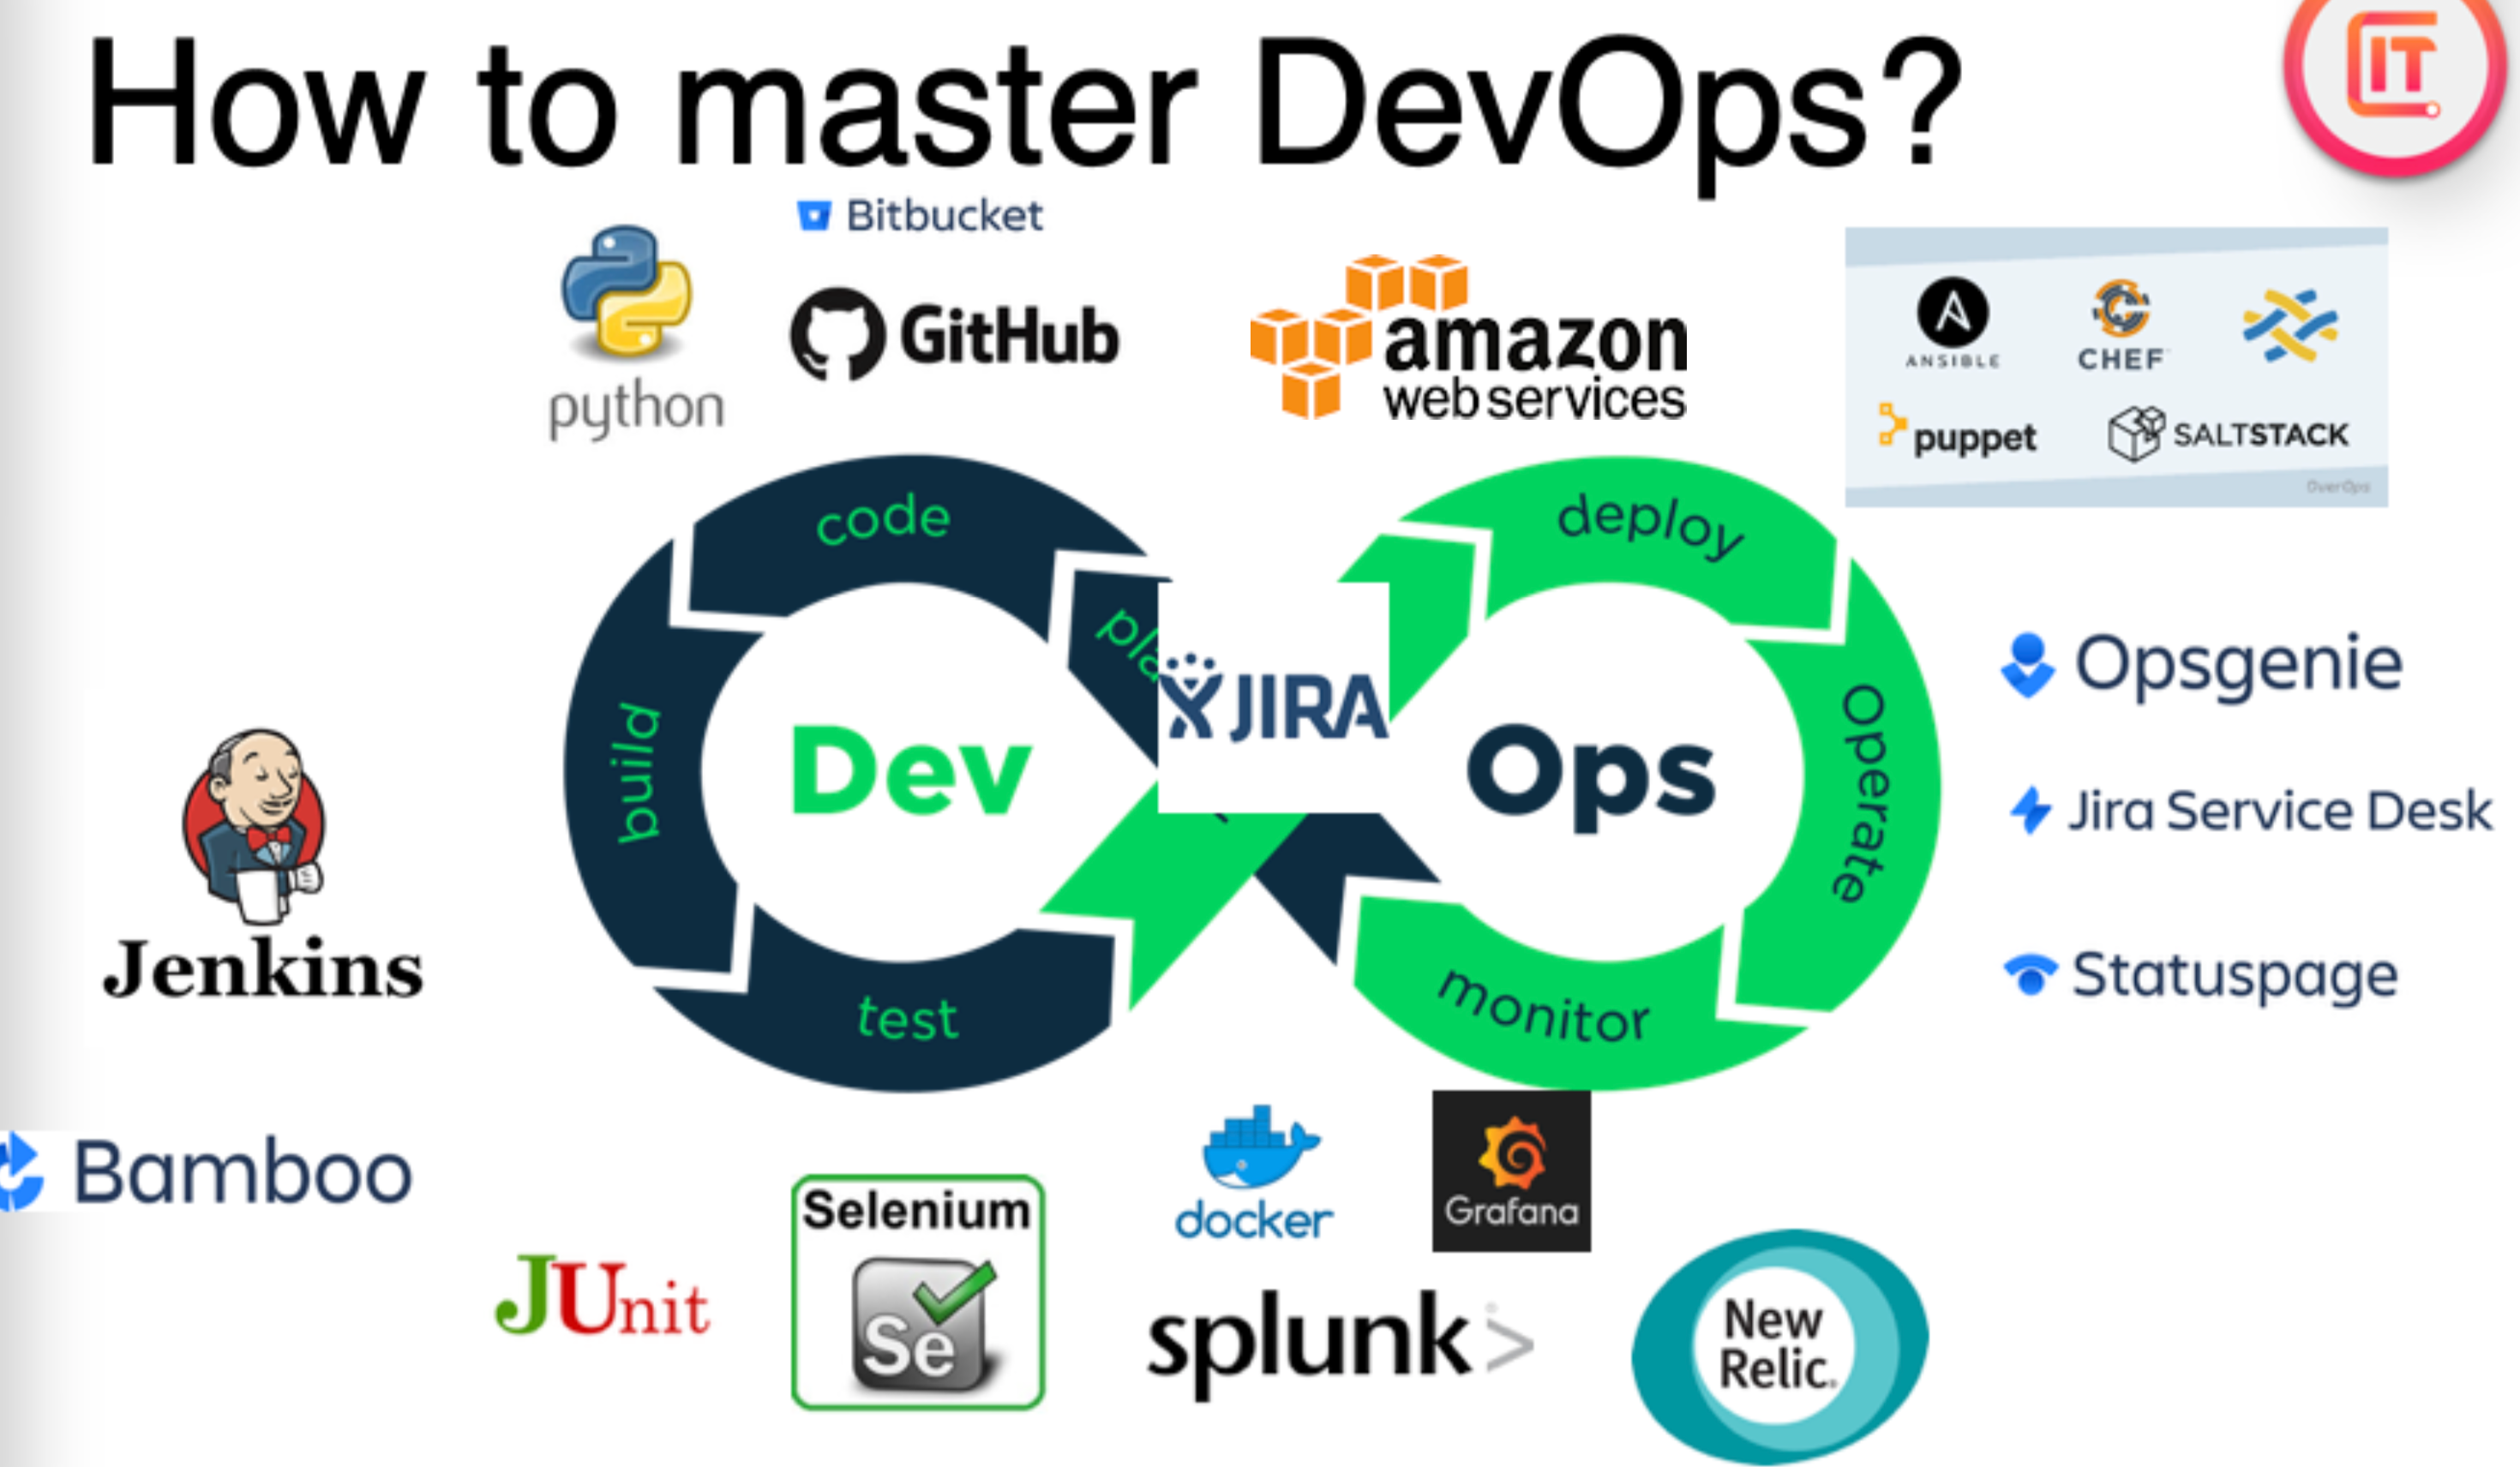 How to master DevOps?
IT
Bitbucket
python
GitHub
amazon
web services
ANSIBLE
CHEF
puppet
SALTSTACK
OverOps
code
deploy
pla
JIRA
build
Dev
Ops
Operate
test
monitor
Opsgenie
Jira Service Desk
Statuspage
Jenkins
Bamboo
JUnit
Selenium
Se
docker
Grafana
splunk>
New
Relic.